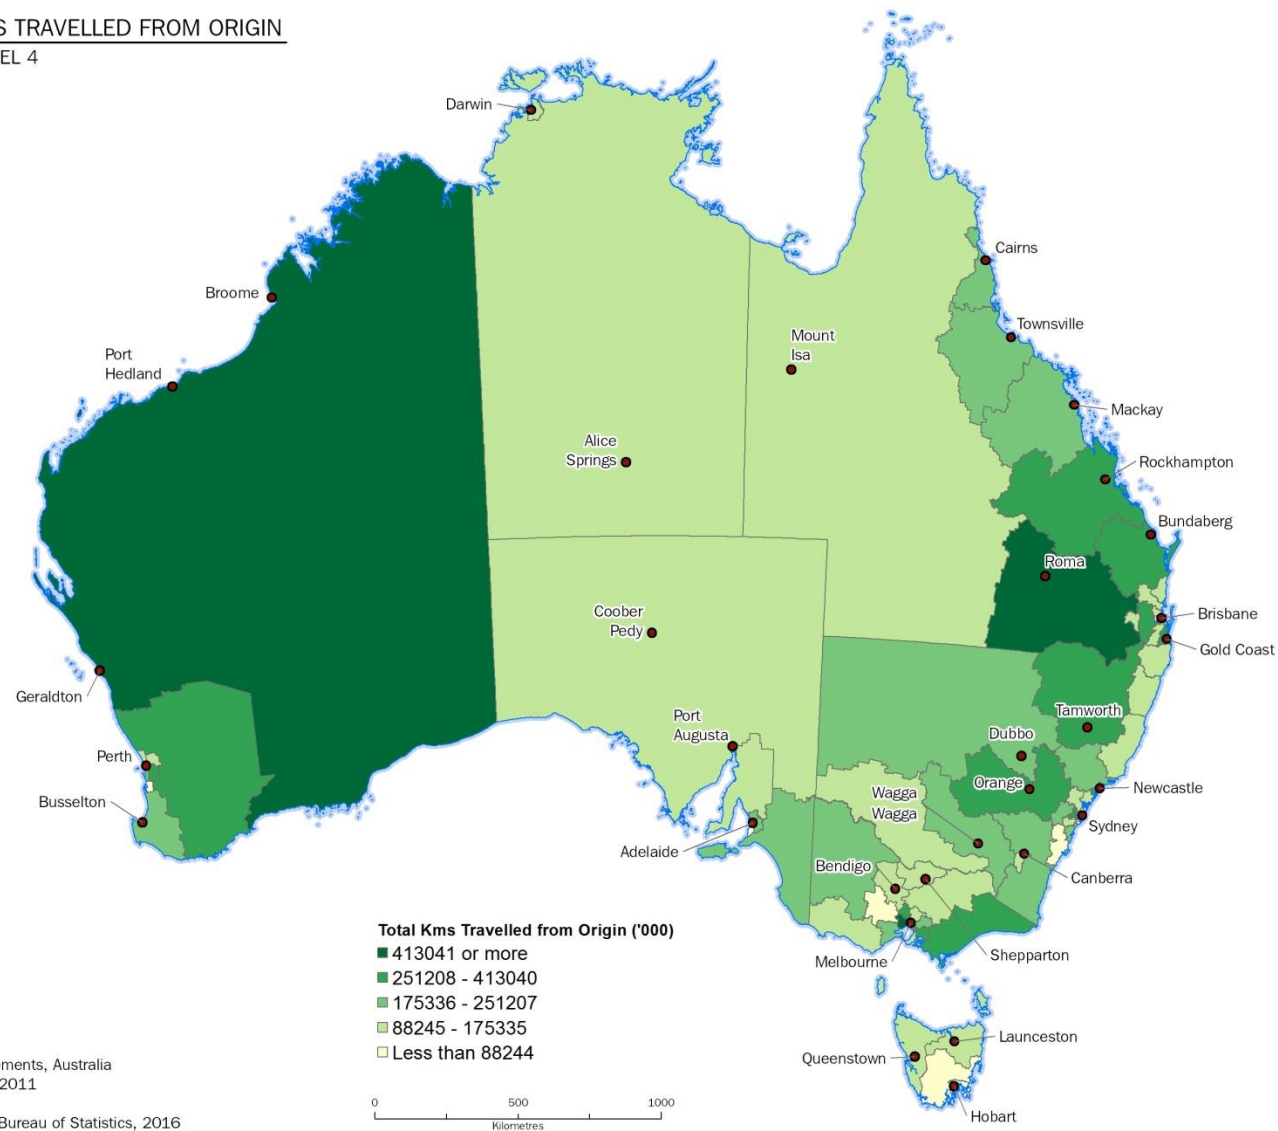 S TRAVELLED FROM ORIGIN
EL 4
Darwin
Cairns
Broome
Townsville
Mount
Isa
Port
Hedland
Mackay
Alice
Springs
Rockhampton
Bundaberg
Roma
Coober
Pedy
Brisbane
Gold Coast
Geraldton
Port
Augusta
Tamworth
Dubbo
Perth
Orange
Newcastle
Wagga
Wagga
Busselton
Sydney
Adelaide
Bendigo
Canberra
Total Kms Travelled from Origin ('000)
413041 or more
251208 - 413040
175336 - 251207
88245 - 175335
Less than 88244
Shepparton
Melbourne
Launceston
Queenstown
Hobart
ments, Australia
2011
Bureau of Statistics, 2016
0 500 1000
Kilometres